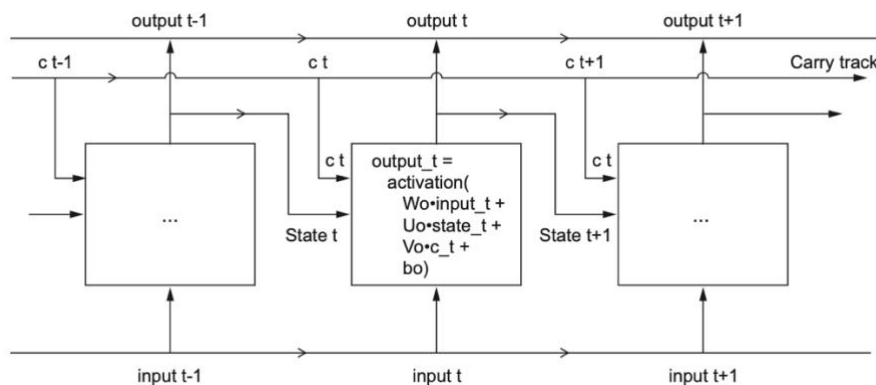 output t-1
output t
output t+1
c t-1
c t
c t+1
Carry track
c t
c t
output_t =
activation(
Wo•input_t +
Uo•state_t +
Vo•c_t +
bo)
...
...
State t
State t+1
input t-1
input t
input t+1